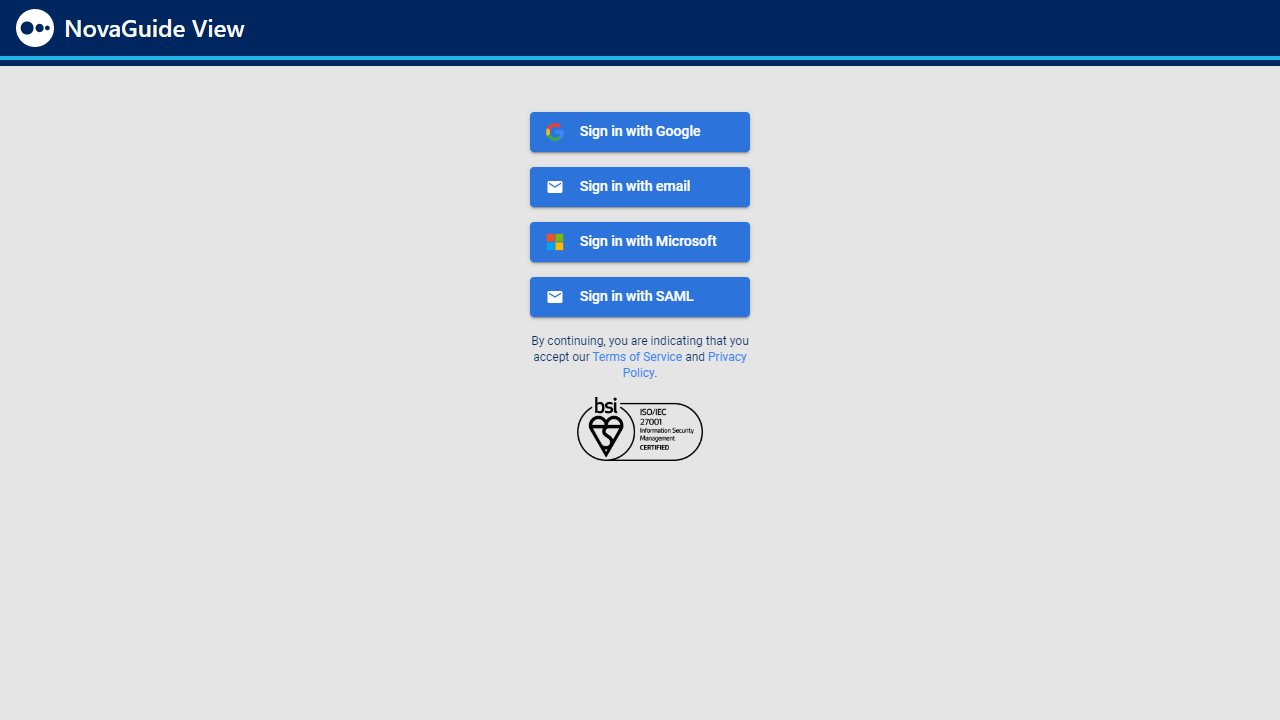 NovaGuide View
Sign in with Google
Sign in with email
Sign in with Microsoft
Sign in with SAML
By continuing, you are indicating that you
accept our Terms of Service and Privacy
Policy.
bsi
ISO/IEC
27001
Information Security
Management
CERTIFIED